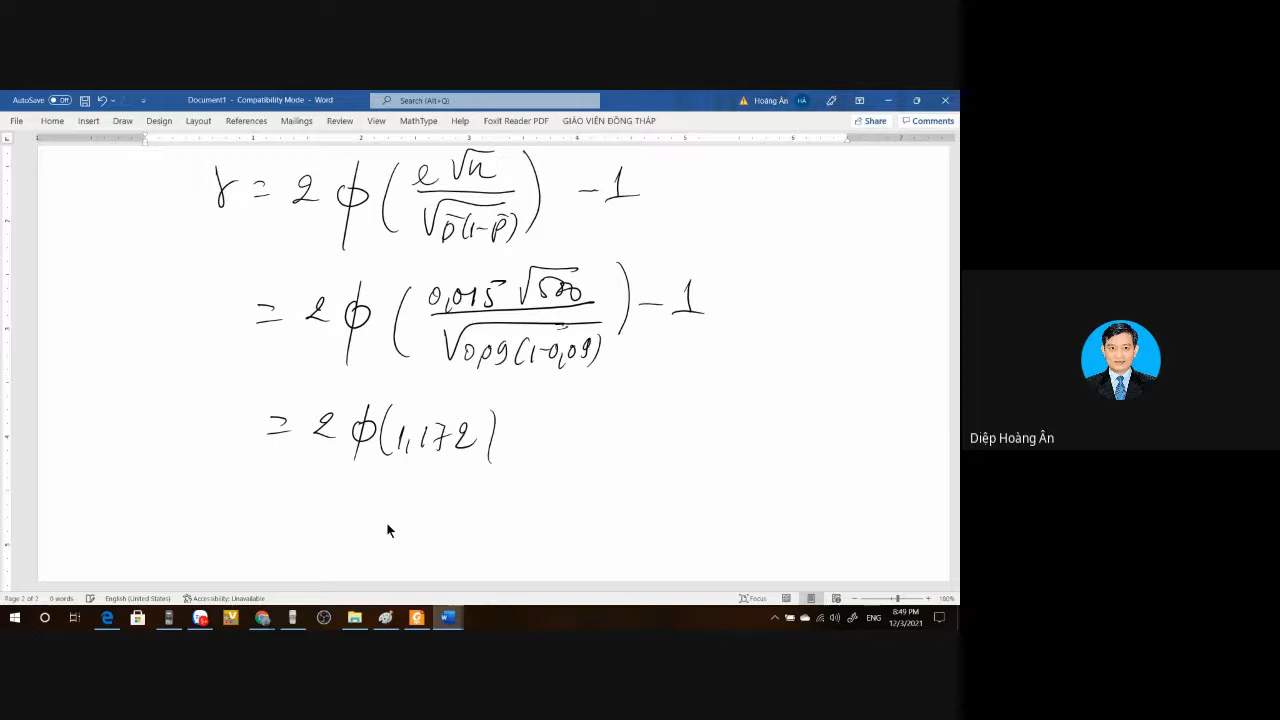 AutoSave Off Document1 - Compatibility Mode - Word Search (Alt+Q) Hoàng Ân HÂ
File Home Insert Draw Design Layout References Mailings Review View MathType Help Foxit Reader PDF GIÁO VIÊN ĐỒNG THÁP Share Comments
γ = 2 ϕ ( e √n / √p̄(1-p̄) ) - 1
= 2 ϕ ( 0,015 √500 / √0,09(1-0,09) ) - 1
= 2 ϕ(1,172)
Diệp Hoàng Ân
Page 2 of 2 0 words English (United States) Accessibility: Unavailable Focus 180%
ENG 8:49 PM
12/3/2021